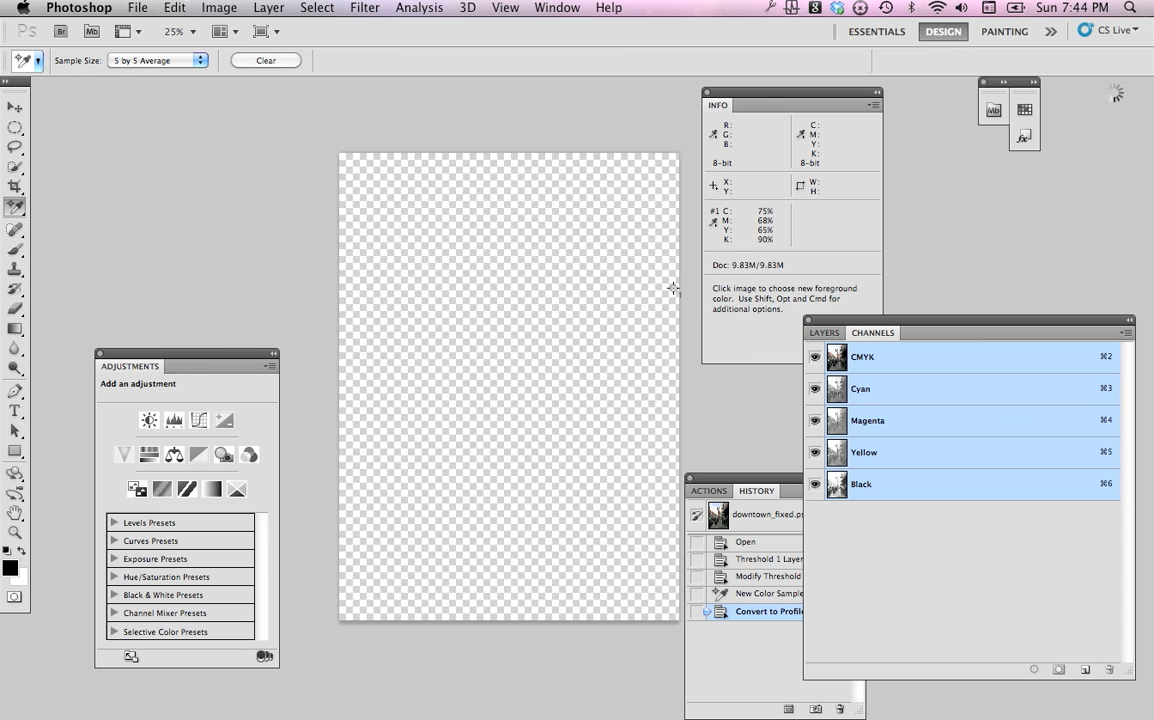 Photoshop File Edit Image Layer Select Filter Analysis 3D View Window Help Sun 7:44 PM
Ps Br Mb 25% ESSENTIALS DESIGN PAINTING CS Live
Sample Size: 5 by 5 Average Clear
INFO
R: C:
G: M:
B: Y:
K:
8-bit 8-bit
X: W:
Y: H:
#1 C: 75%
M: 68%
Y: 65%
K: 90%
Doc: 9.83M/9.83M
Click image to choose new foreground
color. Use Shift, Opt and Cmd for
additional options.
Mb
fx
LAYERS CHANNELS
CMYK ⌘2
Cyan ⌘3
Magenta ⌘4
Yellow ⌘5
Black ⌘6
ADJUSTMENTS
Add an adjustment
Levels Presets
Curves Presets
Exposure Presets
Hue/Saturation Presets
Black & White Presets
Channel Mixer Presets
Selective Color Presets
ACTIONS HISTORY
downtown_fixed.ps
Open
Threshold 1 Layer
Modify Threshold
New Color Sample
Convert to Profile